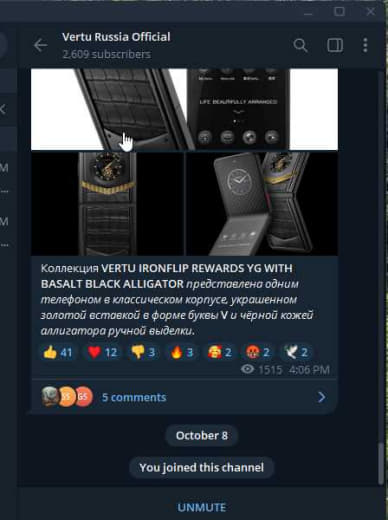 Vertu Russia Official
2,609 subscribers
LIFE, BEAUTIFULLY ARRANGED
Коллекция VERTU IRONFLIP REWARDS YG WITH
BASALT BLACK ALLIGATOR представлена одним
телефоном в классическом корпусе, украшенном
золотой вставкой в форме буквы V и чёрной кожей
аллигатора ручной выделки.
👍 41 ❤️ 12 👎 3 🔥 3 🥰 2 🤬 2 🕊 2
1515 4:06 PM
GS GS 5 comments
October 8
You joined this channel
UNMUTE
M
...
M
...